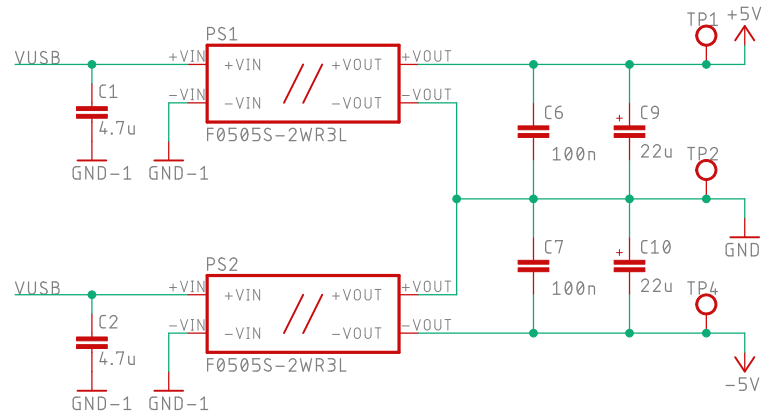 PS1
TP1
+5V
VUSB
+VIN
+VIN
+VOUT
+VOUT
C1
4.7u
-VIN
-VIN
-VOUT
-VOUT
F0505S-2WR3L
GND-1
GND-1
C6
100n
C9
+
22u
TP2
GND
PS2
C7
100n
C10
+
22u
TP4
VUSB
+VIN
+VIN
+VOUT
+VOUT
C2
4.7u
-VIN
-VIN
-VOUT
-VOUT
F0505S-2WR3L
GND-1
GND-1
-5V